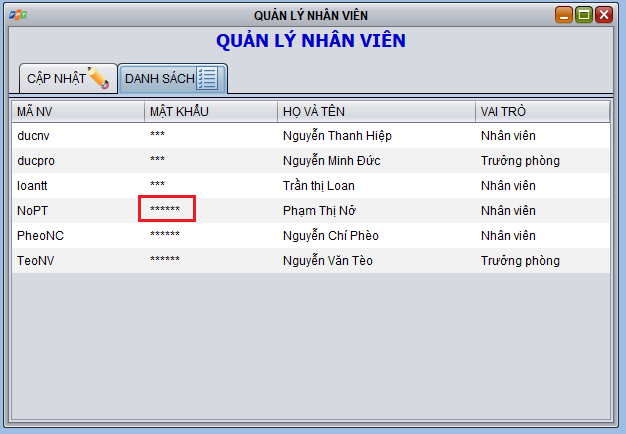 FPT
QUẢN LÝ NHÂN VIÊN
QUẢN LÝ NHÂN VIÊN
CẬP NHẬT DANH SÁCH
MÃ NV MẬT KHẨU HỌ VÀ TÊN VAI TRÒ
ducnv *** Nguyễn Thanh Hiệp Nhân viên
ducpro *** Nguyễn Minh Đức Trưởng phòng
loantt *** Trần thị Loan Nhân viên
NoPT ****** Phạm Thị Nở Nhân viên
PheoNC ****** Nguyễn Chí Phèo Nhân viên
TeoNV ****** Nguyễn Văn Tèo Trưởng phòng